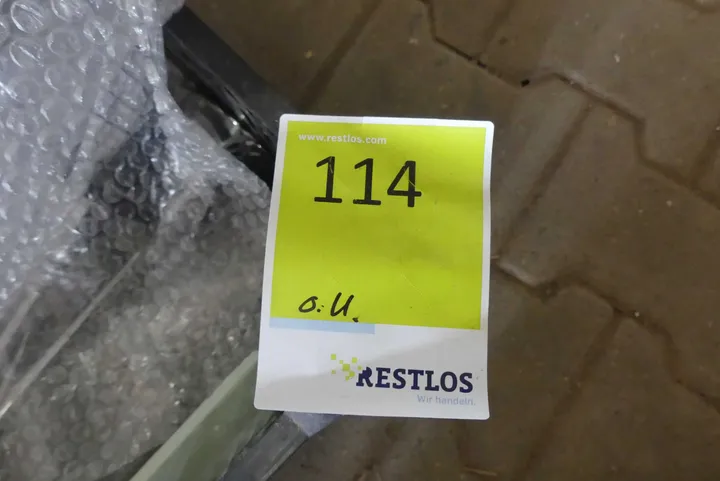 www.restlos.com
114
o. U.
RESTLOS
Wir handeln.